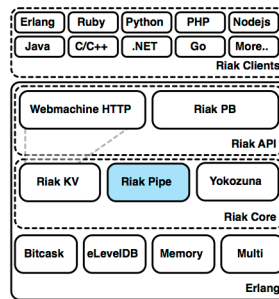 Erlang Ruby Python PHP Nodejs
Java C/C++ .NET Go More..
Riak Clients
Webmachine HTTP Riak PB
Riak API
Riak KV Riak Pipe Yokozuna
Riak Core
Bitcask eLevelDB Memory Multi
Erlang